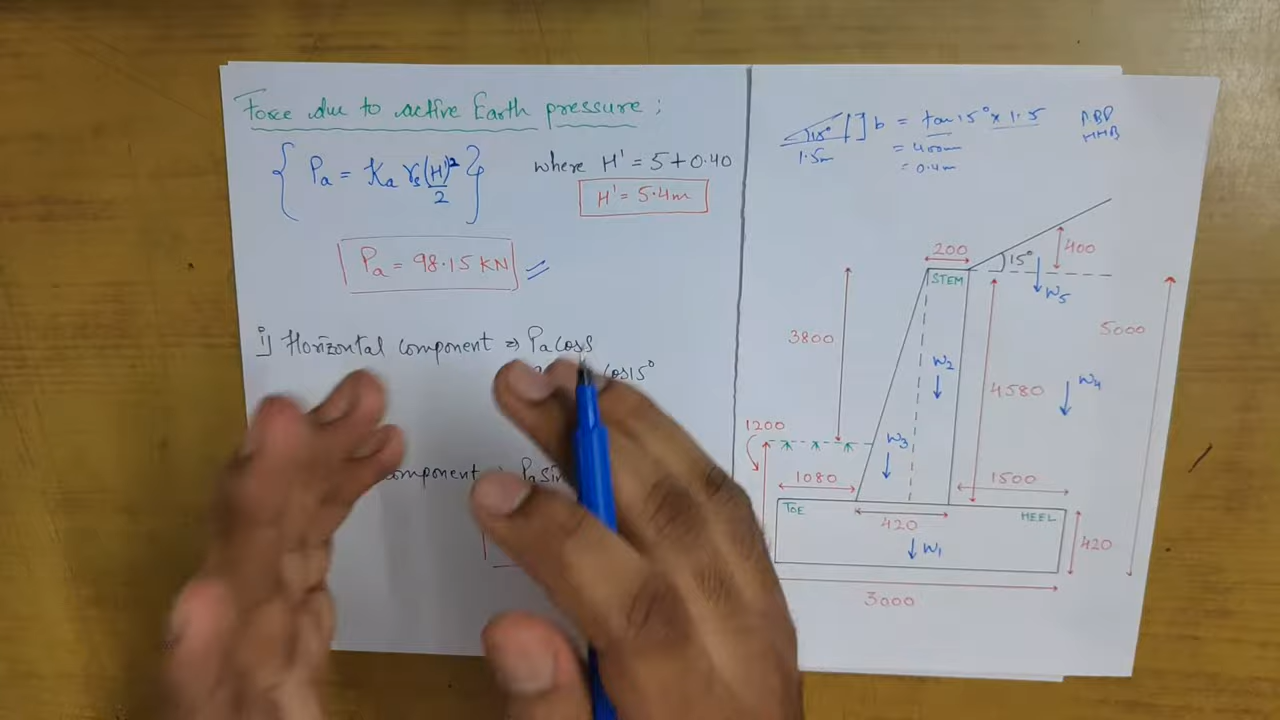 Force due to active Earth pressure :
{ Pa = Ka γs (H')²/2 }
where H' = 5 + 0.40
H' = 5.4m
Pa = 98.15 KN
i) Horizontal component ⇒ Pa cos δ
cos 15°
component ⇒ Pa sin
15° b = tan 15° × 1.5
1.5m
= 400m
= 0.4m
200
15°
400
STEM
W5
3800
5000
W2
4580
W4
1200
W3
1080
1500
TOE
420
HEEL
W1
420
3000